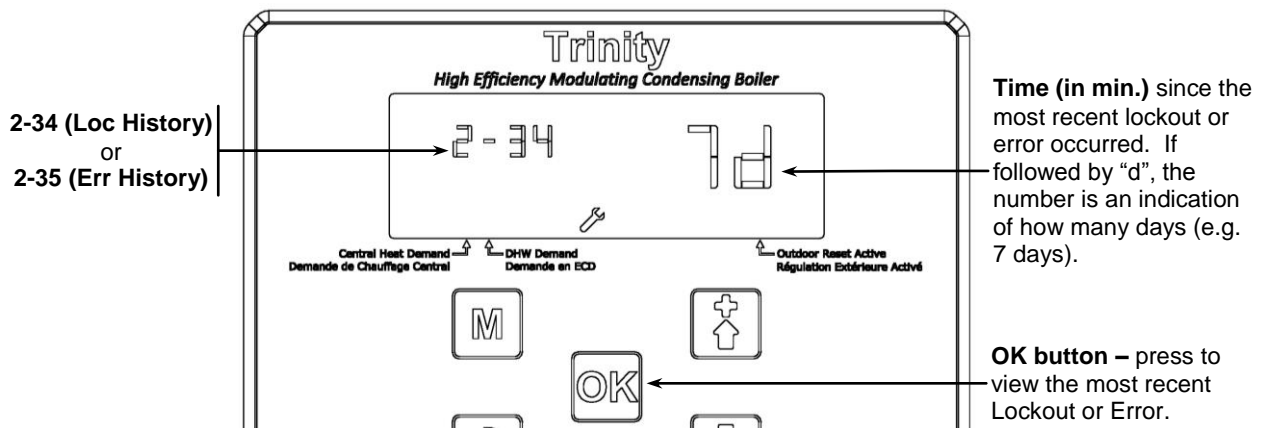 Trinity
High Efficiency Modulating Condensing Boiler
2-34 (Loc History)
or
2-35 (Err History)
2-34
7d
Time (in min.) since the
most recent lockout or
error occurred. If
followed by “d”, the
number is an indication
of how many days (e.g.
7 days).
Central Heat Demand
Demande de Chauffage Central
DHW Demand
Demande en ECD
Outdoor Reset Active
Régulation Extérieure Activé
M
OK
OK button – press to
view the most recent
Lockout or Error.